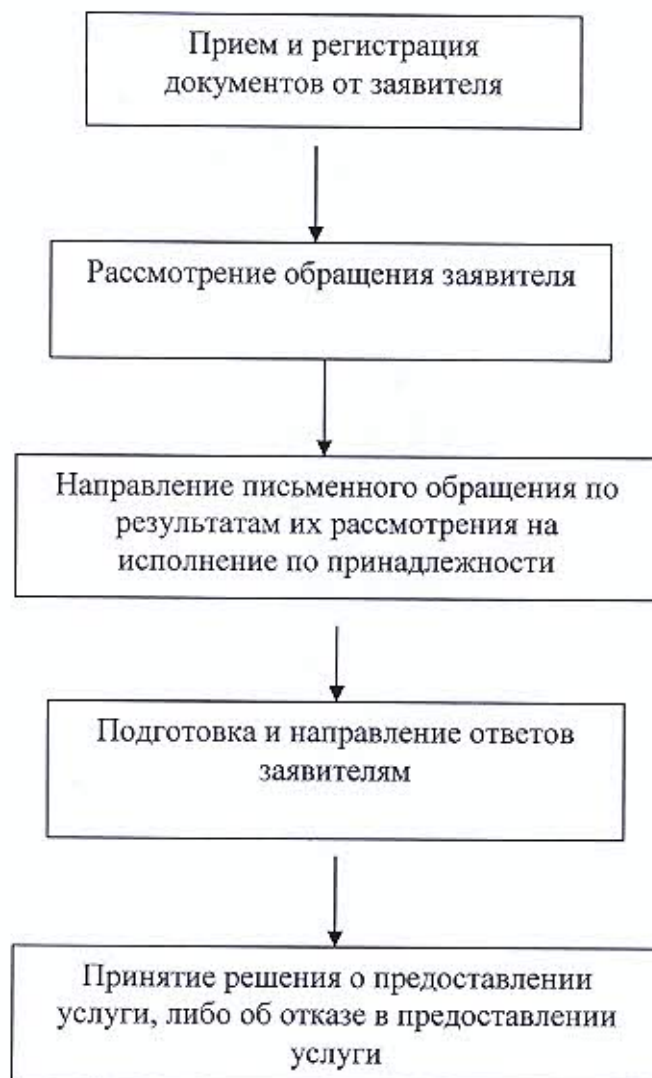 Прием и регистрация
документов от заявителя
Рассмотрение обращения заявителя
Направление письменного обращения по
результатам их рассмотрения на
исполнение по принадлежности
Подготовка и направление ответов
заявителям
Принятие решения о предоставлении
услуги, либо об отказе в предоставлении
услуги